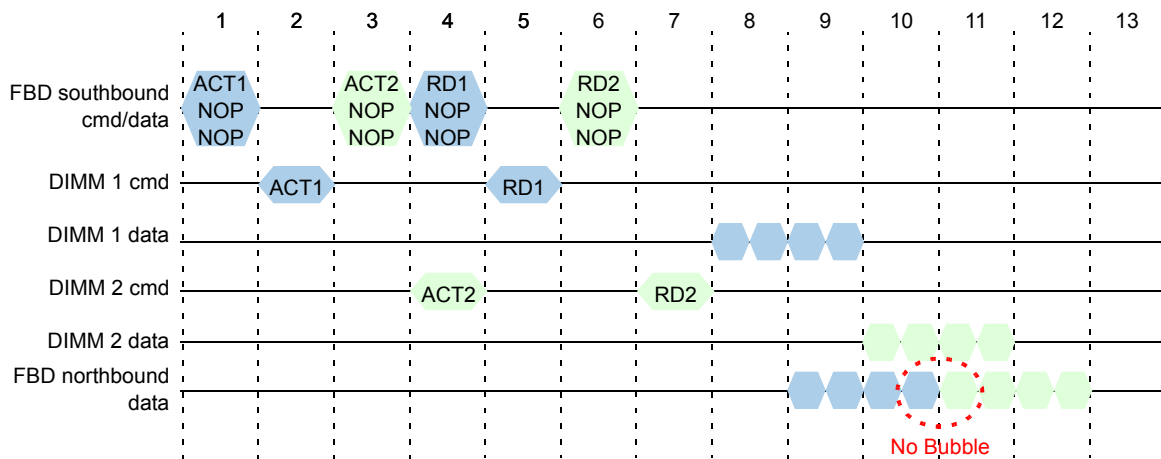 1 2 3 4 5 6 7 8 9 10 11 12 13
FBD southbound
cmd/data
ACT1
NOP
NOP
ACT2
NOP
NOP
RD1
NOP
NOP
RD2
NOP
NOP
DIMM 1 cmd
ACT1 RD1
DIMM 1 data
DIMM 2 cmd
ACT2 RD2
DIMM 2 data
FBD northbound
data
No Bubble